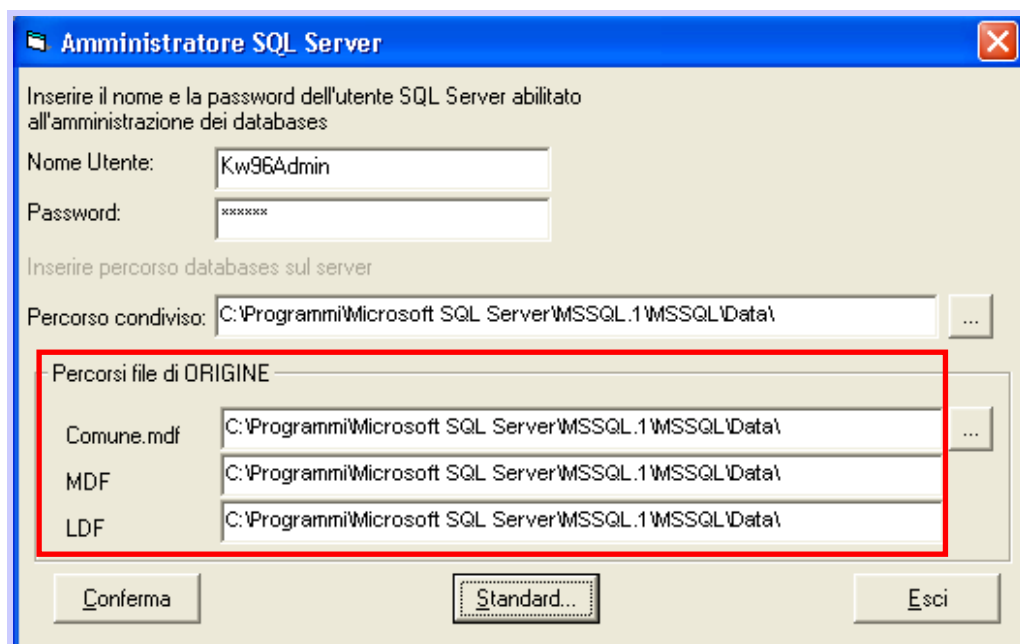 Amministratore SQL Server
Inserire il nome e la password dell'utente SQL Server abilitato
all'amministrazione dei databases
Nome Utente: Kw96Admin
Password: ××××××
Inserire percorso databases sul server
Percorso condiviso: C:\Programmi\Microsoft SQL Server\MSSQL.1\MSSQL\Data\ ...
Percorsi file di ORIGINE
Comune.mdf C:\Programmi\Microsoft SQL Server\MSSQL.1\MSSQL\Data\ ...
MDF C:\Programmi\Microsoft SQL Server\MSSQL.1\MSSQL\Data\
LDF C:\Programmi\Microsoft SQL Server\MSSQL.1\MSSQL\Data\
Conferma Standard... Esci